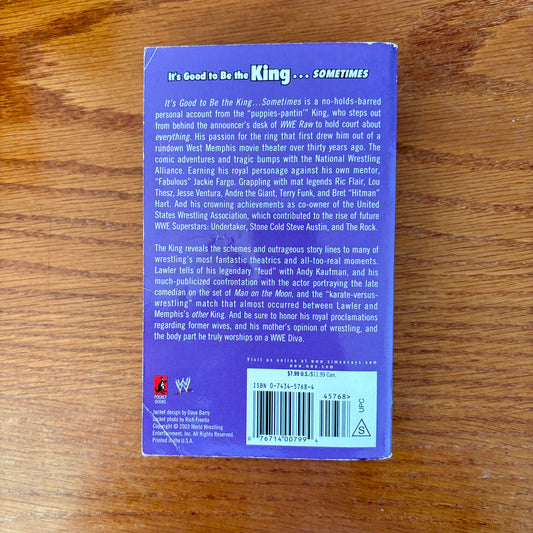 It's Good to Be the King... SOMETIMES
It's Good to Be the King...Sometimes is a no-holds-barred
personal account from the "puppies-pantin'" King, who steps out
from behind the announcer's desk of WWE Raw to hold court about
everything. His passion for the ring that first drew him out of a
rundown West Memphis movie theater over thirty years ago. The
comic adventures and tragic bumps with the National Wrestling
Alliance. Earning his royal personage against his own mentor,
"Fabulous" Jackie Fargo. Grappling with mat legends Ric Flair, Lou
Thesz, Jesse Ventura, Andre the Giant, Terry Funk, and Bret "Hitman"
Hart. And his crowning achievements as co-owner of the United
States Wrestling Association, which contributed to the rise of future
WWE Superstars: Undertaker, Stone Cold Steve Austin, and The Rock.
The King reveals the schemes and outrageous story lines to many of
wrestling's most fantastic theatrics and all-too-real moments.
Lawler tells of his legendary "feud" with Andy Kaufman, and his
much-publicized confrontation with the actor portraying the late
comedian on the set of Man on the Moon, and the "karate-versus-
wrestling" match that almost occurred between Lawler and
Memphis's other King. And be sure to honor his royal proclamations
regarding former wives, and his mother's opinion of wrestling, and
the body part he truly worships on a WWE Diva.
Visit us online at www.simonsays.com
www.wwe.com
$7.99 U.S./$11.99 Can.
ISBN 0-7434-5768-4
45768>
0 76714 00799 4
S
UPC
POCKET
BOOKS
W
Jacket design by Dave Barry
Jacket photo by Rich Freeda
Copyright © 2003 World Wrestling
Entertainment, Inc. All Rights Reserved.
Printed in the U.S.A.